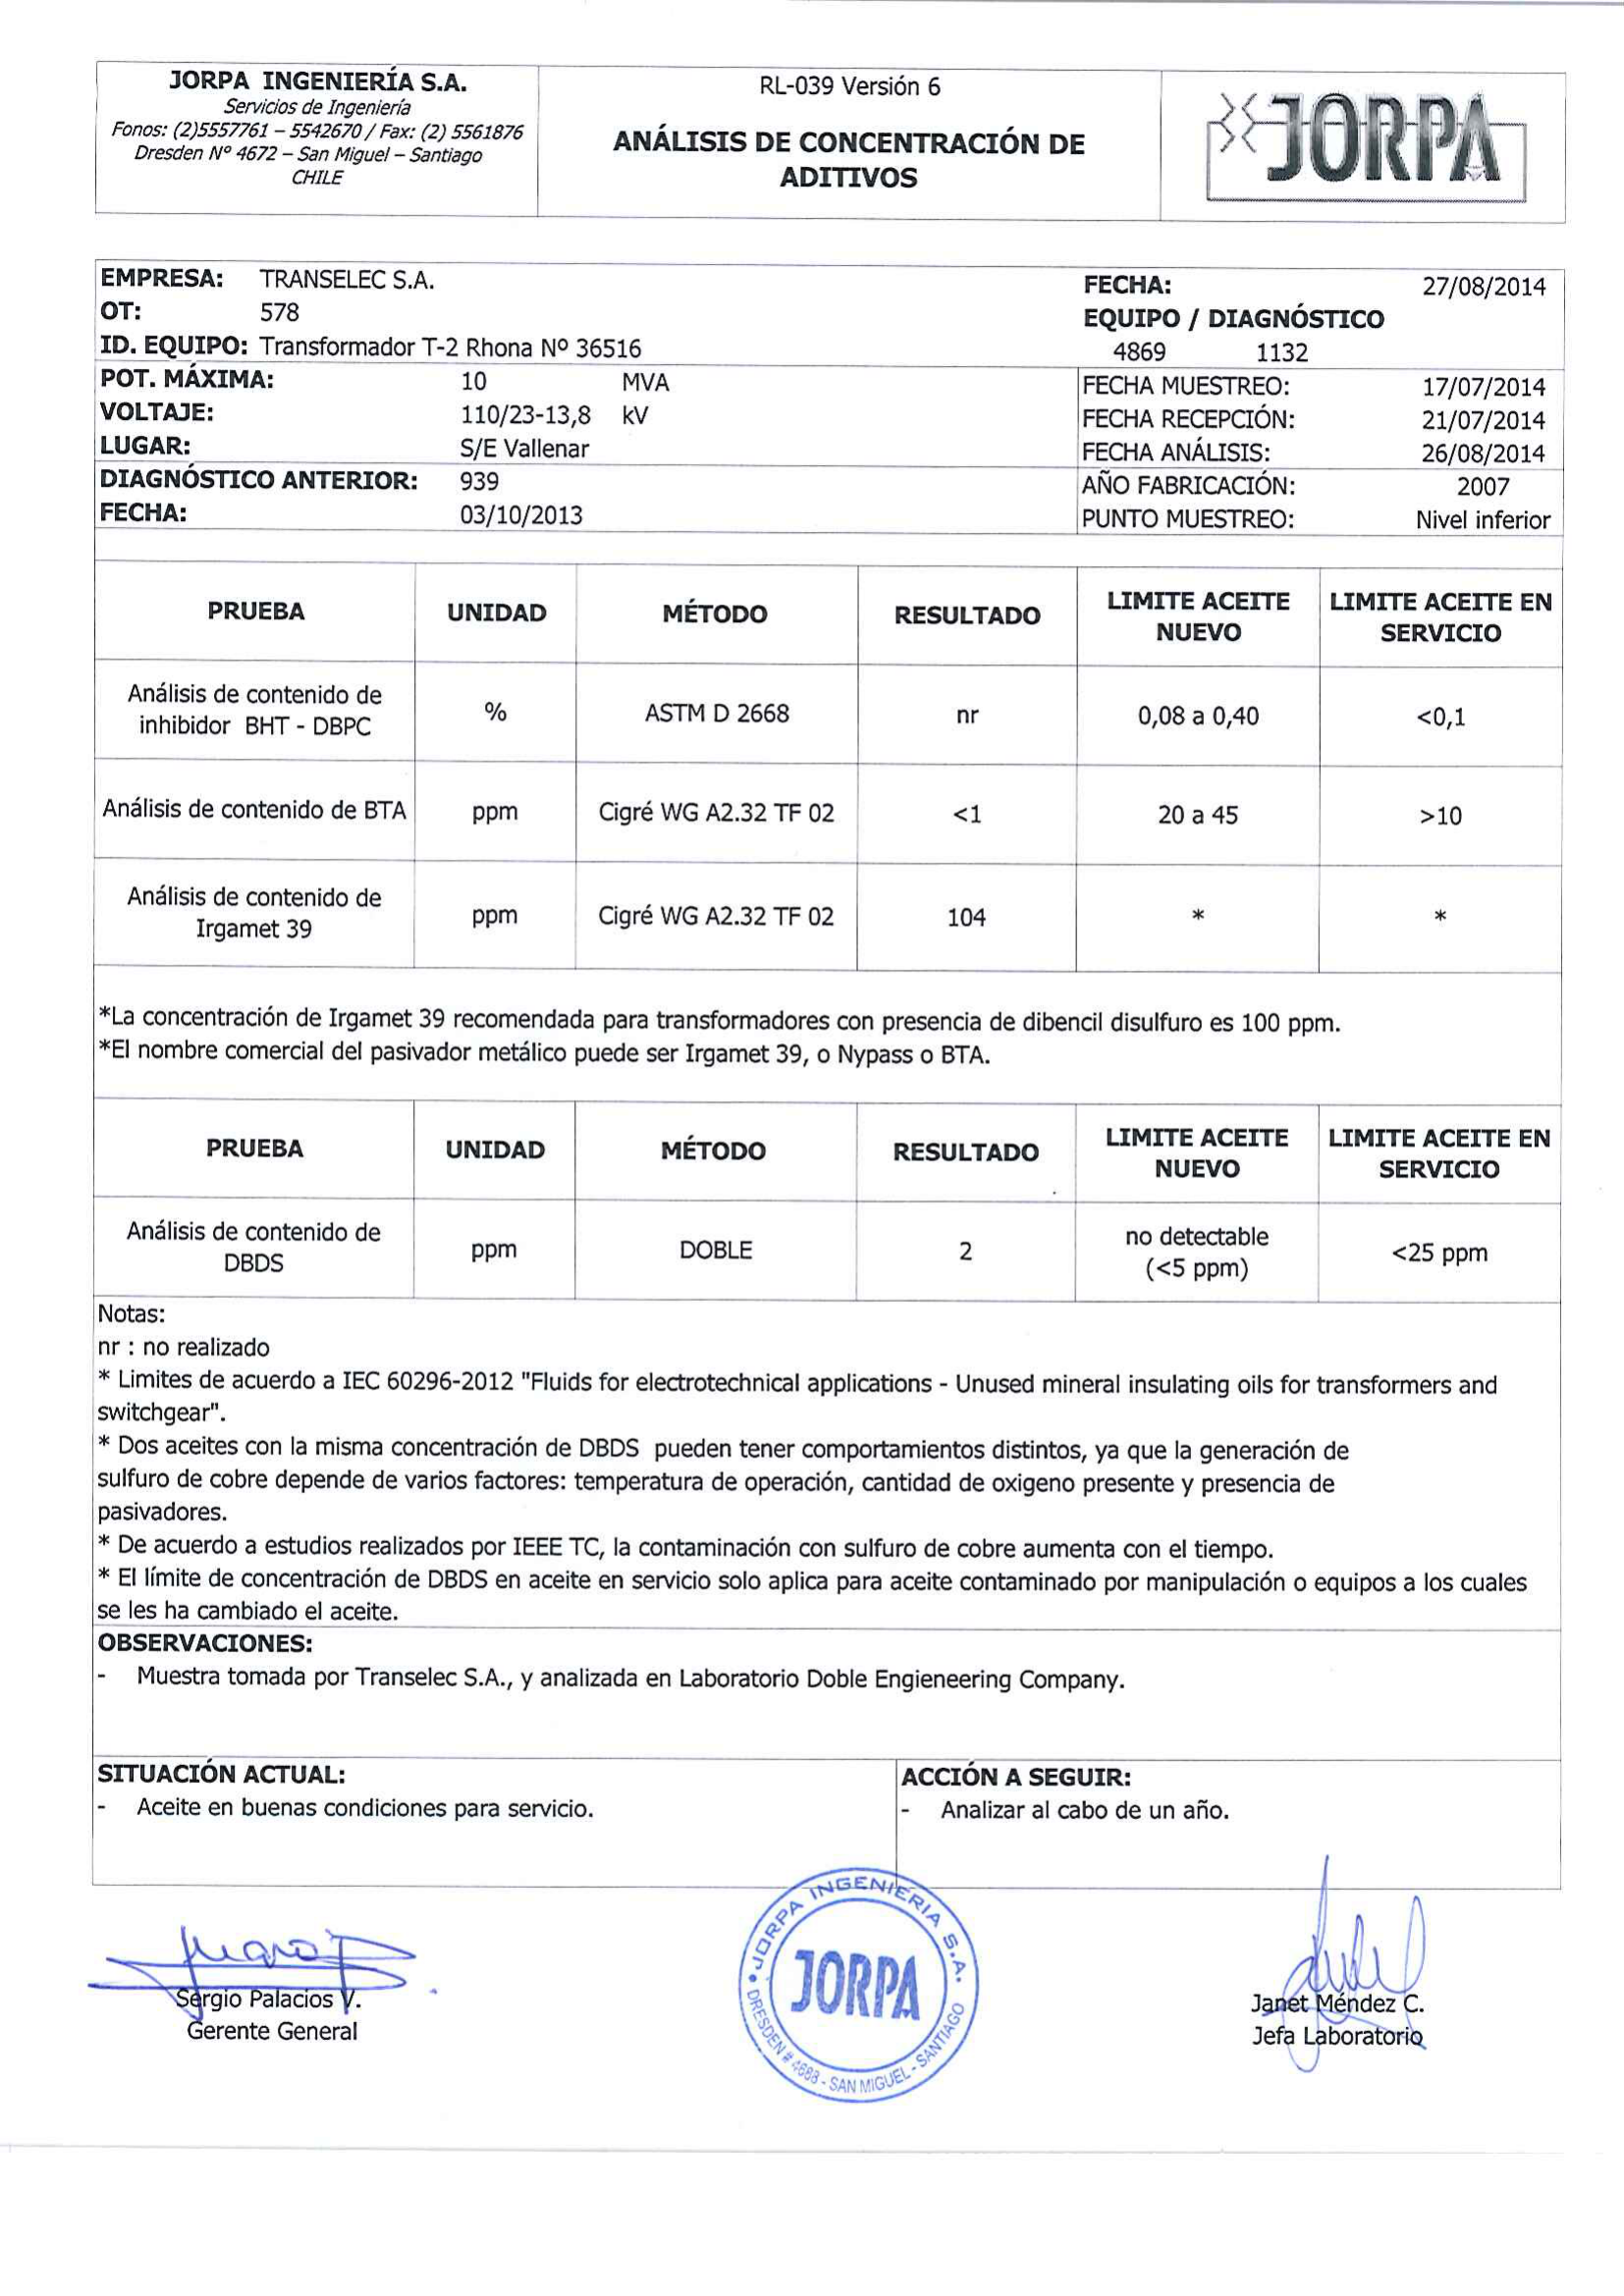 JORPA INGENIERÍA S.A.
Servicios de Ingeniería
Fonos: (2)5557761 – 5542670 / Fax: (2) 5561876
Dresden Nº 4672 – San Miguel – Santiago
CHILE
RL-039 Versión 6
ANÁLISIS DE CONCENTRACIÓN DE
ADITIVOS
JORPA
EMPRESA: TRANSELEC S.A.
OT: 578
ID. EQUIPO: Transformador T-2 Rhona Nº 36516
FECHA: 27/08/2014
EQUIPO / DIAGNÓSTICO
4869 1132
POT. MÁXIMA: 10 MVA
VOLTAJE: 110/23-13,8 kV
LUGAR: S/E Vallenar
FECHA MUESTREO: 17/07/2014
FECHA RECEPCIÓN: 21/07/2014
FECHA ANÁLISIS: 26/08/2014
DIAGNÓSTICO ANTERIOR: 939
FECHA: 03/10/2013
AÑO FABRICACIÓN: 2007
PUNTO MUESTREO: Nivel inferior
PRUEBA UNIDAD MÉTODO RESULTADO LIMITE ACEITE NUEVO LIMITE ACEITE EN SERVICIO
Análisis de contenido de inhibidor BHT - DBPC % ASTM D 2668 nr 0,08 a 0,40 <0,1
Análisis de contenido de BTA ppm Cigré WG A2.32 TF 02 <1 20 a 45 >10
Análisis de contenido de Irgamet 39 ppm Cigré WG A2.32 TF 02 104 * *
*La concentración de Irgamet 39 recomendada para transformadores con presencia de dibencil disulfuro es 100 ppm.
*El nombre comercial del pasivador metálico puede ser Irgamet 39, o Nypass o BTA.
PRUEBA UNIDAD MÉTODO RESULTADO LIMITE ACEITE NUEVO LIMITE ACEITE EN SERVICIO
Análisis de contenido de DBDS ppm DOBLE 2 no detectable (<5 ppm) <25 ppm
Notas:
nr : no realizado
* Limites de acuerdo a IEC 60296-2012 "Fluids for electrotechnical applications - Unused mineral insulating oils for transformers and
switchgear".
* Dos aceites con la misma concentración de DBDS pueden tener comportamientos distintos, ya que la generación de
sulfuro de cobre depende de varios factores: temperatura de operación, cantidad de oxigeno presente y presencia de
pasivadores.
* De acuerdo a estudios realizados por IEEE TC, la contaminación con sulfuro de cobre aumenta con el tiempo.
* El límite de concentración de DBDS en aceite en servicio solo aplica para aceite contaminado por manipulación o equipos a los cuales
se les ha cambiado el aceite.
OBSERVACIONES:
- Muestra tomada por Transelec S.A., y analizada en Laboratorio Doble Engieneering Company.
SITUACIÓN ACTUAL:
- Aceite en buenas condiciones para servicio.
ACCIÓN A SEGUIR:
- Analizar al cabo de un año.
Sergio Palacios V.
Gerente General
JORPA INGENIERIA S.A.
JORPA
DRESDEN # 4688 - SAN MIGUEL - SANTIAGO
Janet Méndez C.
Jefa Laboratorio